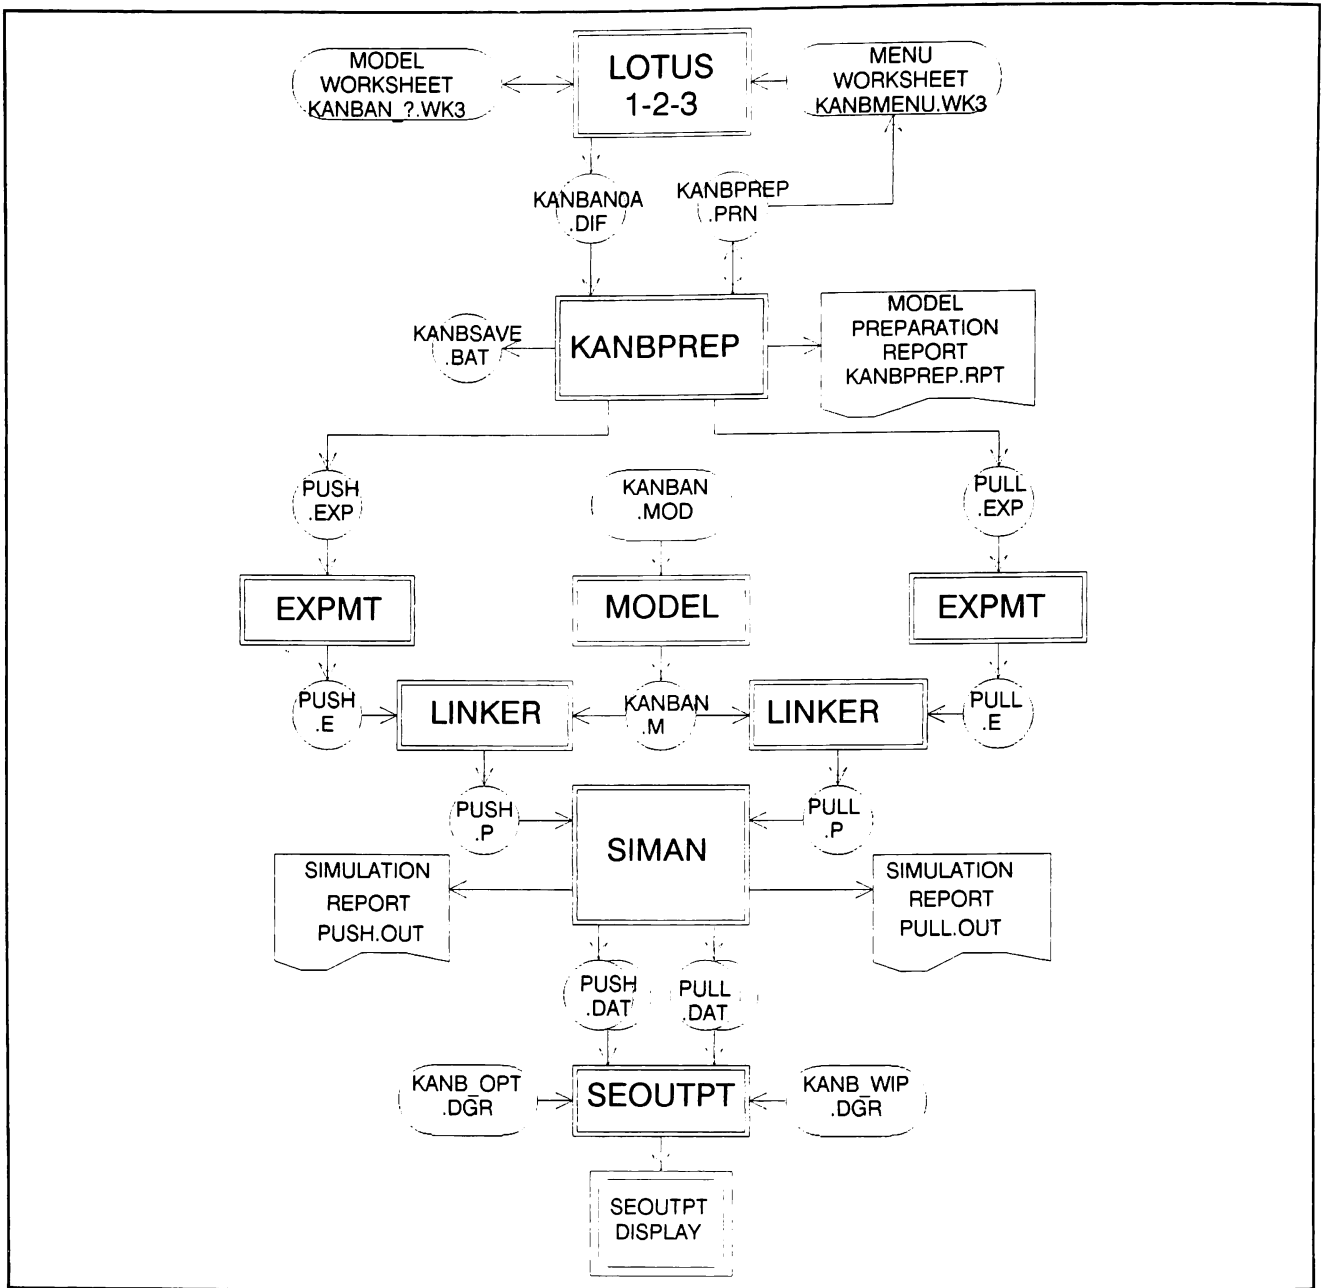 MODEL
WORKSHEET
KANBAN_?.WK3
LOTUS
1-2-3
MENU
WORKSHEET
KANBMENU.WK3
KANBAN0A
.DIF
KANBPREP
.PRN
KANBSAVE
.BAT
KANBPREP
MODEL
PREPARATION
REPORT
KANBPREP.RPT
PUSH
.EXP
KANBAN
.MOD
PULL
.EXP
EXPMT
MODEL
EXPMT
PUSH
.E
LINKER
KANBAN
.M
LINKER
PULL
.E
PUSH
.P
SIMAN
PULL
.P
SIMULATION
REPORT
PUSH.OUT
SIMULATION
REPORT
PULL.OUT
PUSH
.DAT
PULL
.DAT
KANB_OPT
.DGR
SEOUTPT
KANB_WIP
.DGR
SEOUTPT
DISPLAY